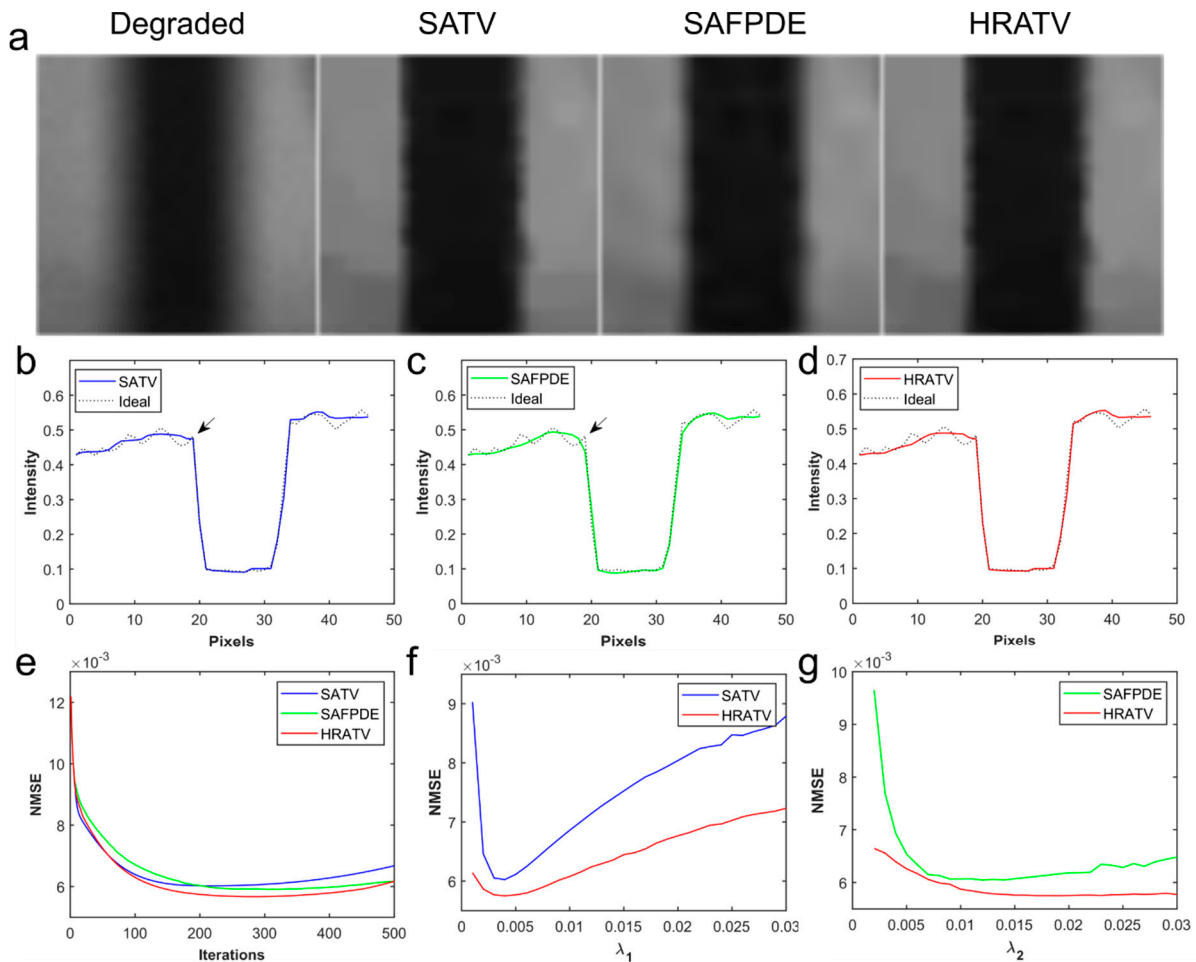 Degraded SATV SAFPDE HRATV
a
b
SATV
Ideal
0.6
0.5
0.4
0.3
0.2
0.1
0
Intensity
0 10 20 30 40 50
Pixels
c
SAFPDE
Ideal
0.6
0.5
0.4
0.3
0.2
0.1
0
Intensity
0 10 20 30 40 50
Pixels
d
HRATV
Ideal
0.7
0.6
0.5
0.4
0.3
0.2
0.1
0
Intensity
0 10 20 30 40 50
Pixels
e
×10⁻³
SATV
SAFPDE
HRATV
12
10
8
6
NMSE
0 100 200 300 400 500
Iterations
f
×10⁻³
SATV
HRATV
9
8
7
6
NMSE
0 0.005 0.01 0.015 0.02 0.025 0.03
λ₁
g
×10⁻³
SAFPDE
HRATV
10
9
8
7
6
5
NMSE
0 0.005 0.01 0.015 0.02 0.025 0.03
λ₂